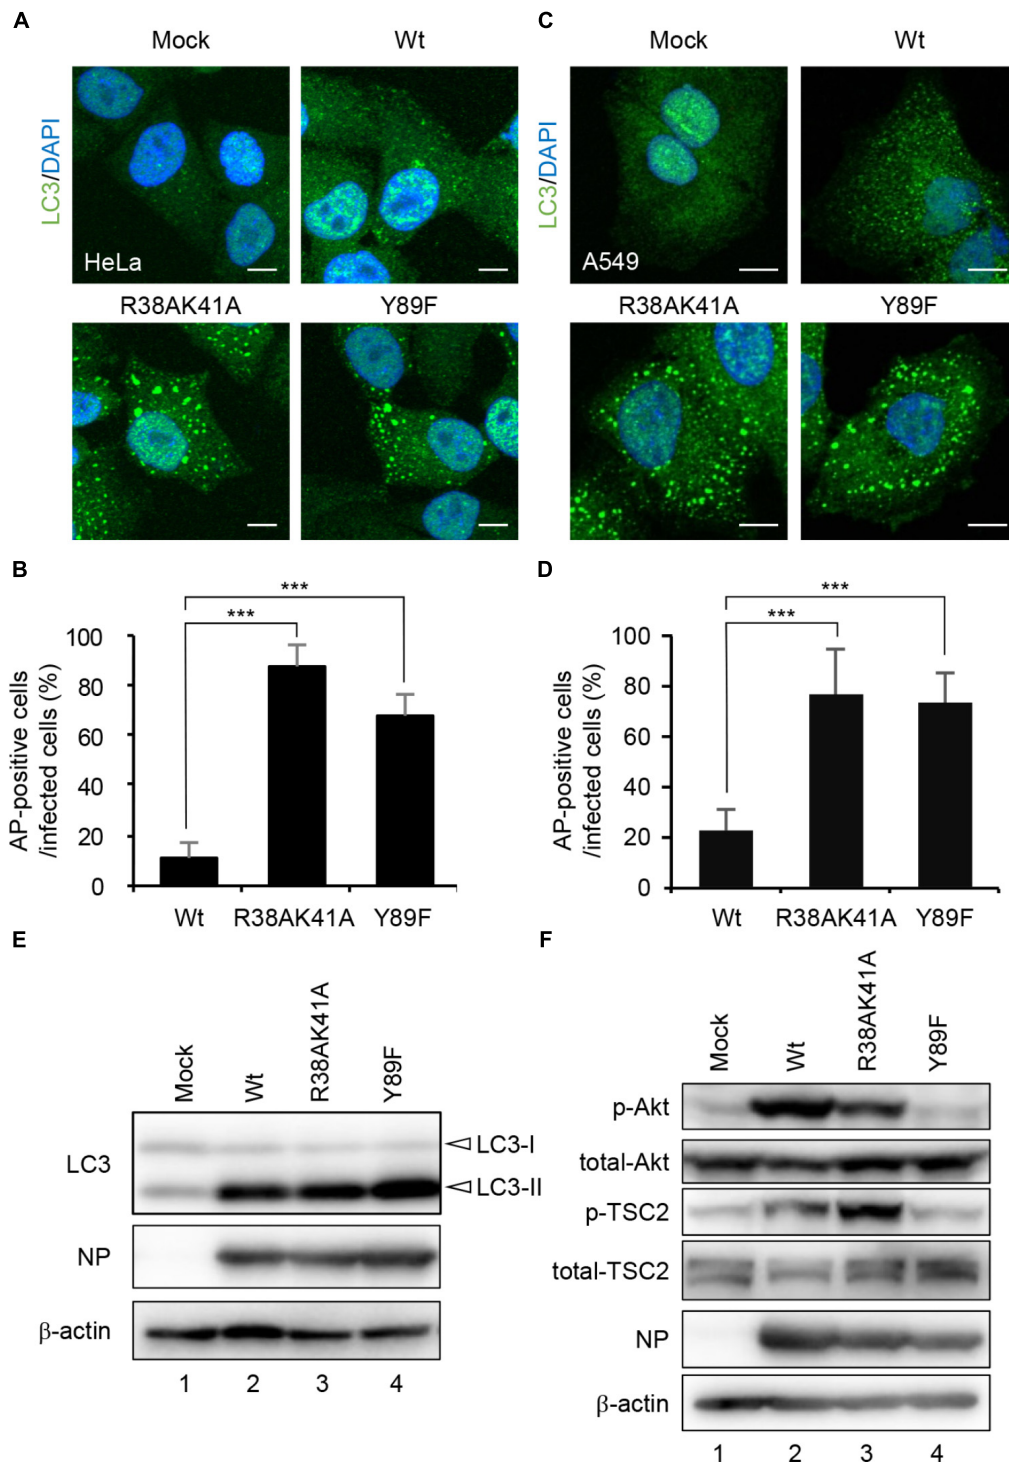 A
Mock
Wt
LC3/DAPI
HeLa
R38AK41A
Y89F
C
Mock
Wt
LC3/DAPI
A549
R38AK41A
Y89F
B
***
***
AP-positive cells
/infected cells (%)
100
80
60
40
20
0
Wt
R38AK41A
Y89F
D
***
***
AP-positive cells
/infected cells (%)
100
80
60
40
20
0
Wt
R38AK41A
Y89F
E
Mock
Wt
R38AK41A
Y89F
LC3
LC3-I
LC3-II
NP
β-actin
1 2 3 4
F
Mock
Wt
R38AK41A
Y89F
p-Akt
total-Akt
p-TSC2
total-TSC2
NP
β-actin
1 2 3 4